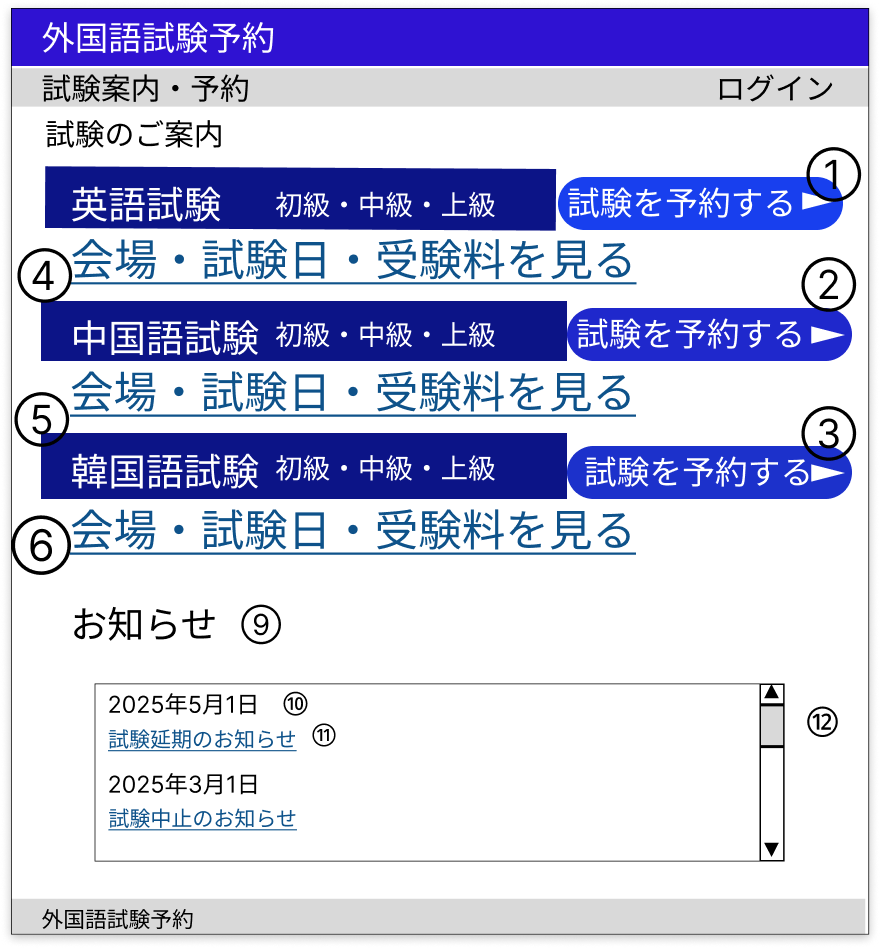 外国語試験予約
試験案内・予約 ログイン
試験のご案内
①
英語試験 初級・中級・上級 試験を予約する
④ 会場・試験日・受験料を見る
②
中国語試験 初級・中級・上級 試験を予約する
会場・試験日・受験料を見る
⑤
③
韓国語試験 初級・中級・上級 試験を予約する
⑥ 会場・試験日・受験料を見る
お知らせ ⑨
2025年5月1日 ⑩
試験延期のお知らせ ⑪
⑫
2025年3月1日
試験中止のお知らせ
外国語試験予約